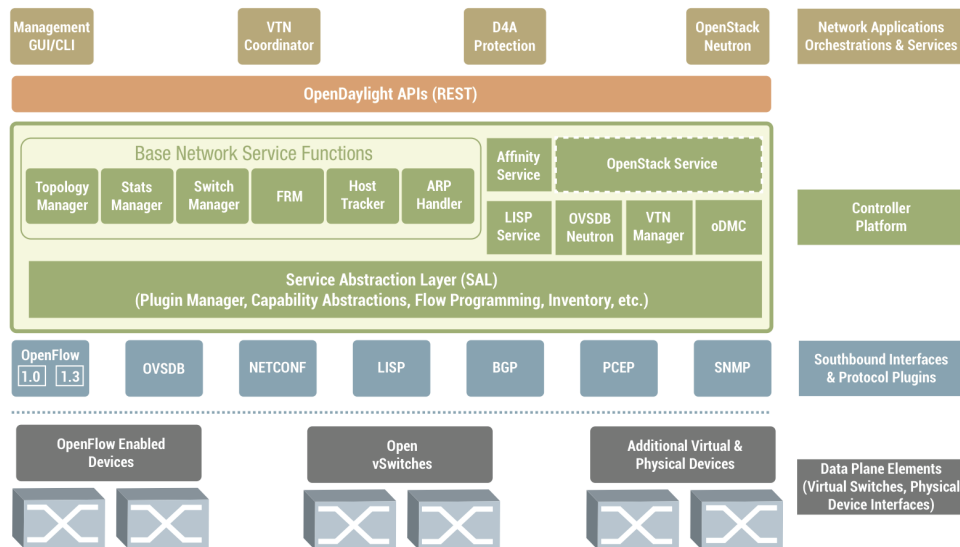 Management
GUI/CLI
VTN
Coordinator
D4A
Protection
OpenStack
Neutron
Network Applications
Orchestrations & Services
OpenDaylight APIs (REST)
Base Network Service Functions
Topology
Manager
Stats
Manager
Switch
Manager
FRM
Host
Tracker
ARP
Handler
Affinity
Service
OpenStack Service
LISP
Service
OVSDB
Neutron
VTN
Manager
oDMC
Controller
Platform
Service Abstraction Layer (SAL)
(Plugin Manager, Capability Abstractions, Flow Programming, Inventory, etc.)
OpenFlow
1.0 1.3
OVSDB
NETCONF
LISP
BGP
PCEP
SNMP
Southbound Interfaces
& Protocol Plugins
OpenFlow Enabled
Devices
Open
vSwitches
Additional Virtual &
Physical Devices
Data Plane Elements
(Virtual Switches, Physical
Device Interfaces)